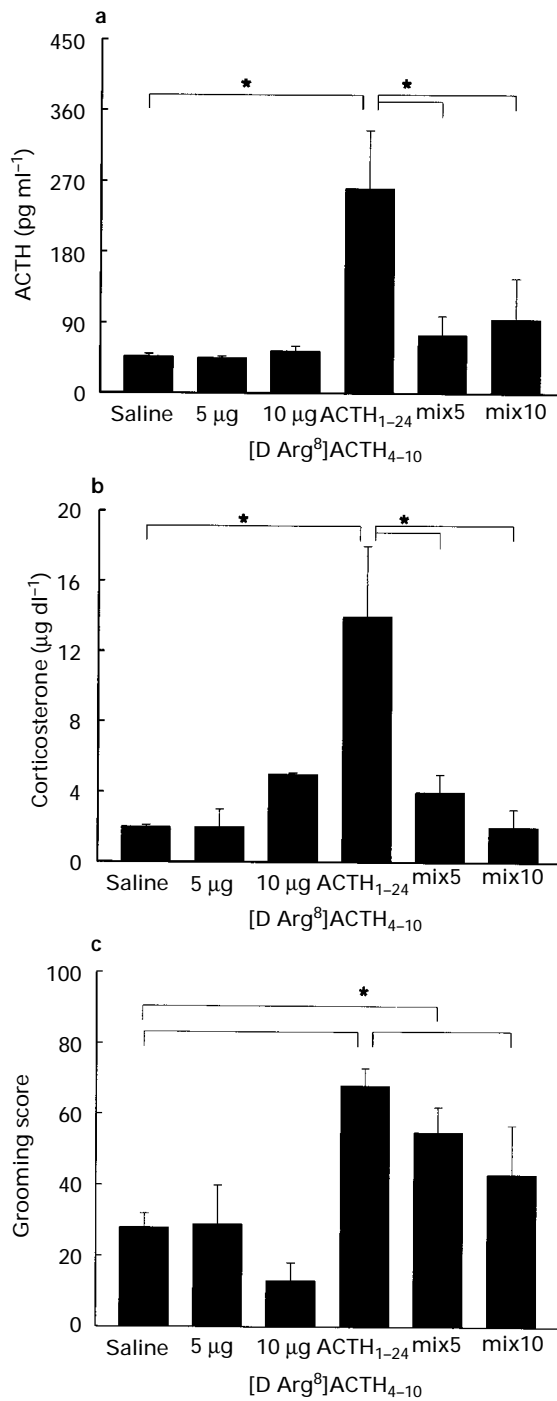 a
450
*
*
360
270
180
90
0
ACTH (pg ml⁻¹)
Saline 5 µg 10 µg ACTH₁₋₂₄ mix5 mix10
[D Arg⁸]ACTH₄₋₁₀
b
20
*
*
16
12
8
4
0
Corticosterone (µg dl⁻¹)
Saline 5 µg 10 µg ACTH₁₋₂₄ mix5 mix10
[D Arg⁸]ACTH₄₋₁₀
c
100
*
80
60
40
20
0
Grooming score
Saline 5 µg 10 µg ACTH₁₋₂₄ mix5 mix10
[D Arg⁸]ACTH₄₋₁₀